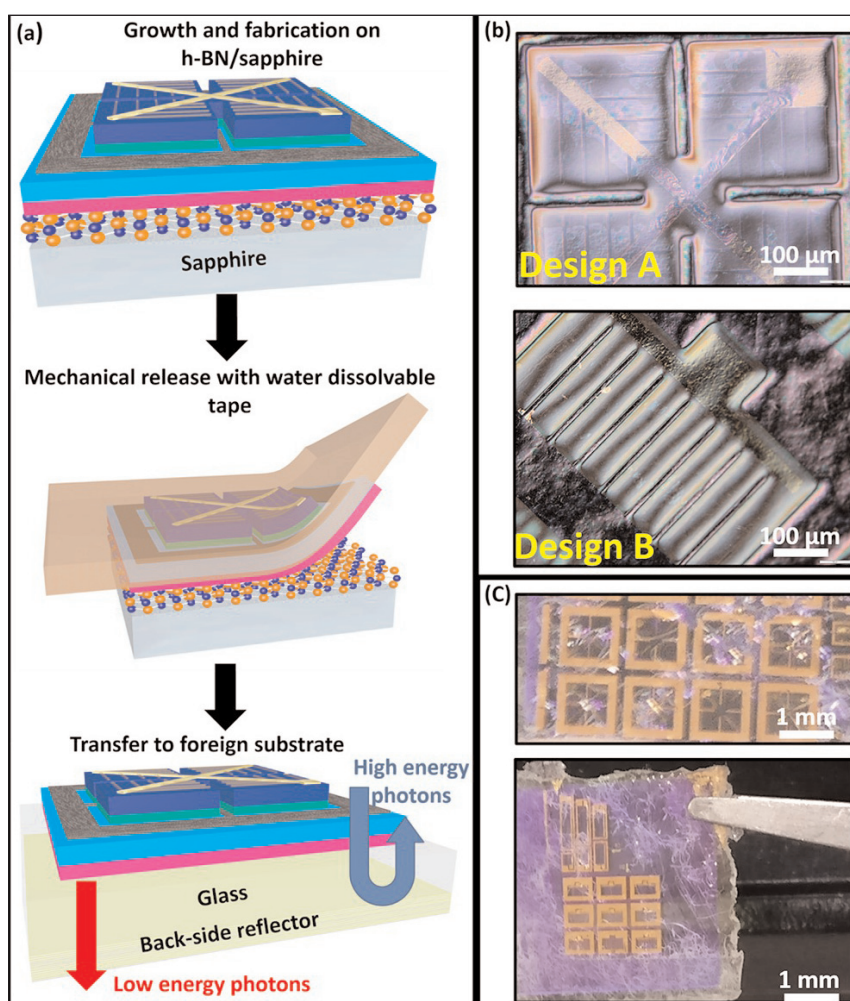 (a)
Growth and fabrication on
h-BN/sapphire
Sapphire
Mechanical release with water dissolvable
tape
Transfer to foreign substrate
High energy
photons
Glass
Back-side reflector
Low energy photons
(b)
100 µm
Design A
100 µm
Design B
(C)
1 mm
1 mm